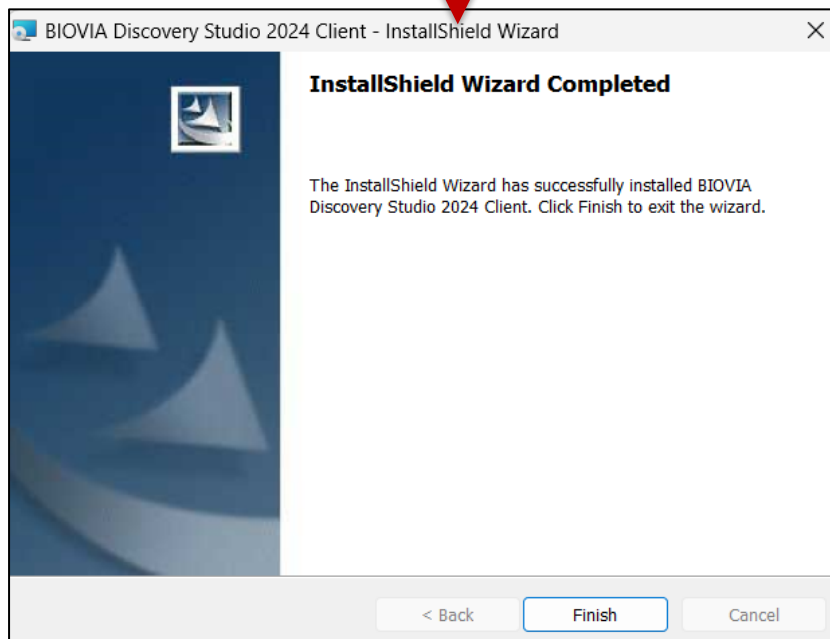 BIOVIA Discovery Studio 2024 Client - InstallShield Wizard
InstallShield Wizard Completed
The InstallShield Wizard has successfully installed BIOVIA
Discovery Studio 2024 Client. Click Finish to exit the wizard.
< Back
Finish
Cancel